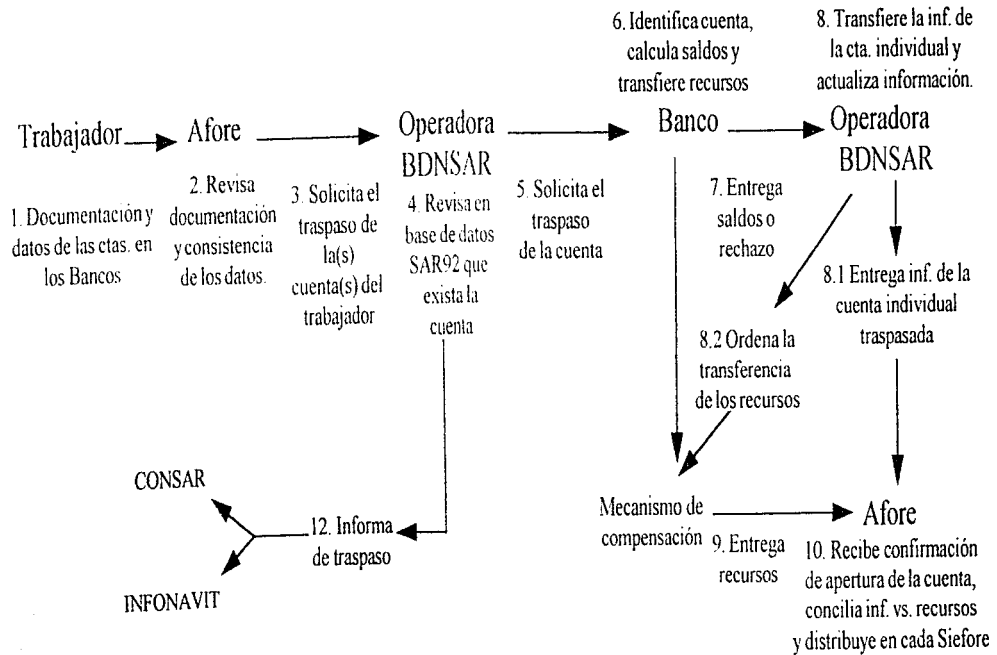 6. Identifica cuenta,
calcula saldos y
transfiere recursos
8. Transfiere la inf. de
la cta. individual y
actualiza información.
Trabajador
Afore
Operadora
BDNSAR
Banco
Operadora
BDNSAR
1. Documentación y
datos de las ctas. en
los Bancos
2. Revisa
documentación
y consistencia
de los datos.
3. Solicita el
traspaso de
la(s)
cuenta(s) del
trabajador
4. Revisa en
base de datos
SAR92 que
exista la
cuenta
5. Solicita el
traspaso
de la cuenta
7. Entrega
saldos o
rechazo
8.1 Entrega inf. de la
cuenta individual
traspasada
8.2 Ordena la
transferencia
de los recursos
CONSAR
12. Informa
de traspaso
INFONAVIT
Mecanismo de
compensación
9. Entrega
recursos
Afore
10. Recibe confirmación
de apertura de la cuenta,
concilia inf. vs. recursos
y distribuye en cada Siefore